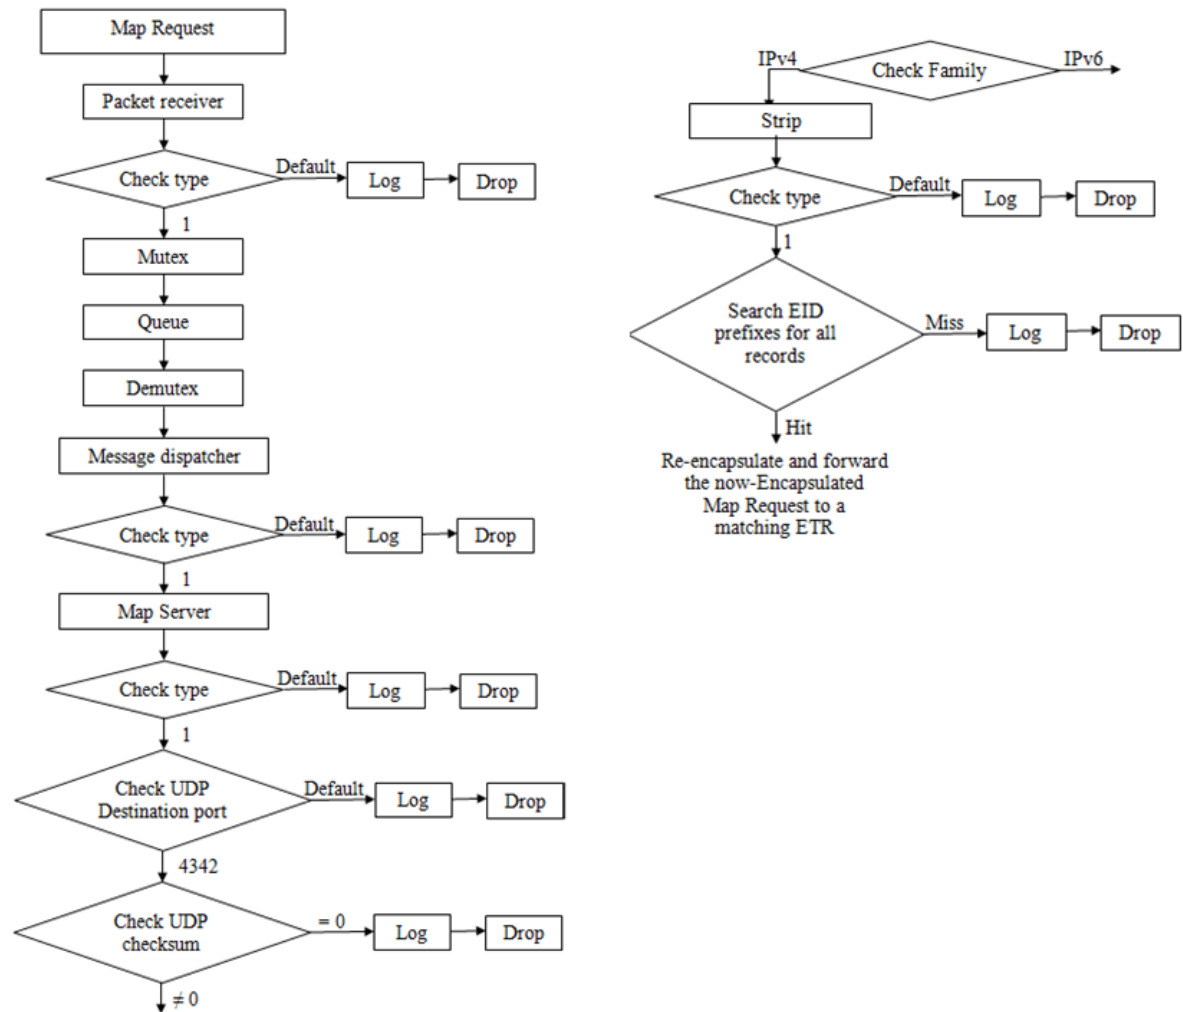 Map Request
Packet receiver
Check type
Default
Log
Drop
1
Mutex
Queue
Demutex
Message dispatcher
Check type
Default
Log
Drop
1
Map Server
Check type
Default
Log
Drop
1
Check UDP
Destination port
Default
Log
Drop
4342
Check UDP
checksum
= 0
Log
Drop
≠ 0
IPv4
Check Family
IPv6
Strip
Check type
Default
Log
Drop
1
Search EID
prefixes for all
records
Miss
Log
Drop
Hit
Re-encapsulate and forward
the now-Encapsulated
Map Request to a
matching ETR